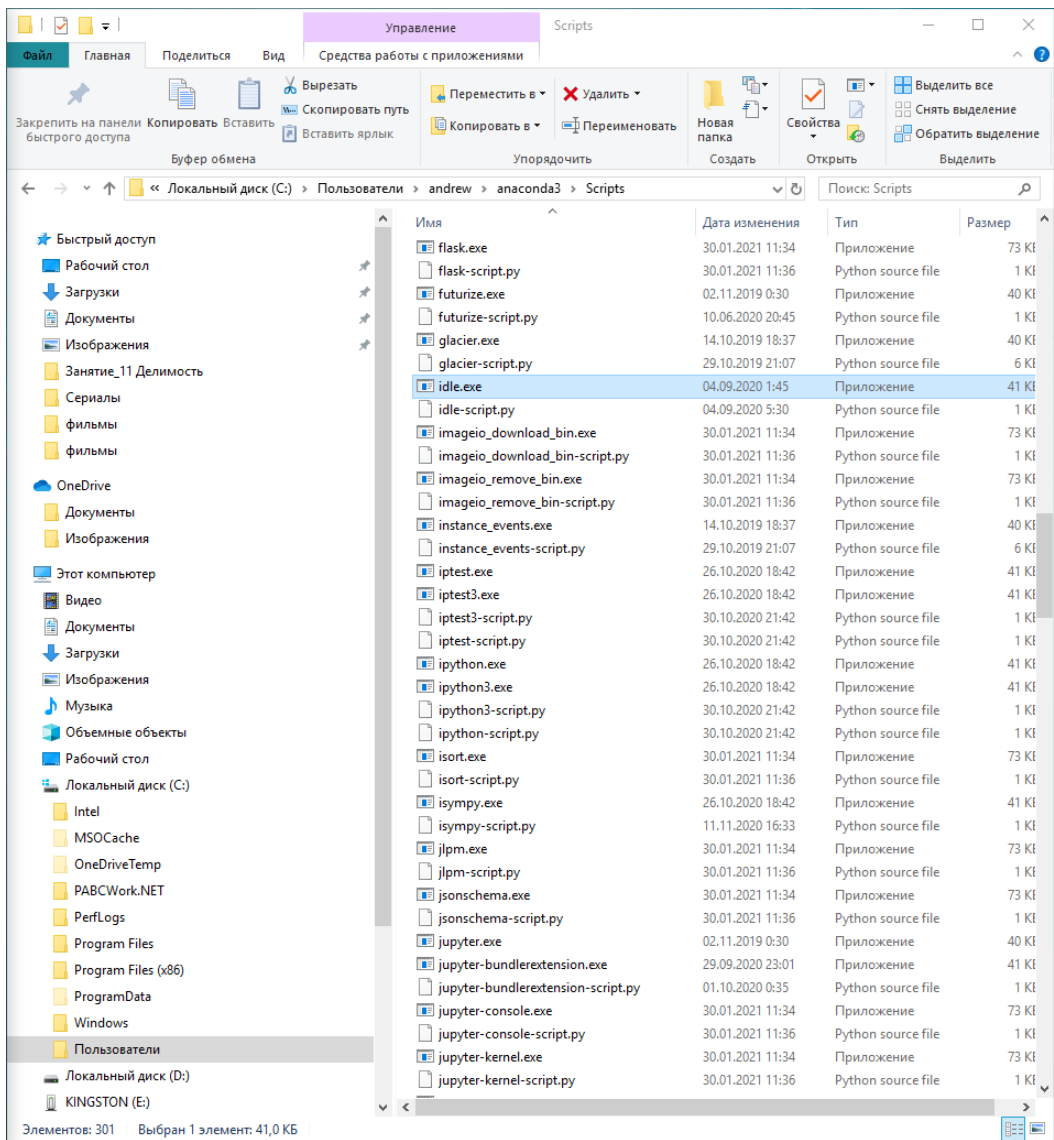 Управление
Scripts
Файл
Главная
Поделиться
Вид
Средства работы с приложениями
Закрепить на панели быстрого доступа
Копировать
Вставить
Вырезать
Скопировать путь
Вставить ярлык
Буфер обмена
Переместить в
Копировать в
Удалить
Переименовать
Упорядочить
Новая папка
Создать
Свойства
Открыть
Выделить все
Снять выделение
Обратить выделение
Выделить
« Локальный диск (C:) › Пользователи › andrew › anaconda3 › Scripts
Поиск: Scripts
Быстрый доступ
Рабочий стол
Загрузки
Документы
Изображения
Занятие_11 Делимость
Сериалы
фильмы
фильмы
OneDrive
Документы
Изображения
Этот компьютер
Видео
Документы
Загрузки
Изображения
Музыка
Объемные объекты
Рабочий стол
Локальный диск (C:)
Intel
MSOCache
OneDriveTemp
PABCWork.NET
PerfLogs
Program Files
Program Files (x86)
ProgramData
Windows
Пользователи
Локальный диск (D:)
KINGSTON (E:)
Имя Дата изменения Тип Размер
flask.exe 30.01.2021 11:34 Приложение 73 КБ
flask-script.py 30.01.2021 11:36 Python source file 1 КБ
futurize.exe 02.11.2019 0:30 Приложение 40 КБ
futurize-script.py 10.06.2020 20:45 Python source file 1 КБ
glacier.exe 14.10.2019 18:37 Приложение 40 КБ
glacier-script.py 29.10.2019 21:07 Python source file 6 КБ
idle.exe 04.09.2020 1:45 Приложение 41 КБ
idle-script.py 04.09.2020 5:30 Python source file 1 КБ
imageio_download_bin.exe 30.01.2021 11:34 Приложение 73 КБ
imageio_download_bin-script.py 30.01.2021 11:36 Python source file 1 КБ
imageio_remove_bin.exe 30.01.2021 11:34 Приложение 73 КБ
imageio_remove_bin-script.py 30.01.2021 11:36 Python source file 1 КБ
instance_events.exe 14.10.2019 18:37 Приложение 40 КБ
instance_events-script.py 29.10.2019 21:07 Python source file 6 КБ
iptest.exe 26.10.2020 18:42 Приложение 41 КБ
iptest3.exe 26.10.2020 18:42 Приложение 41 КБ
iptest3-script.py 30.10.2020 21:42 Python source file 1 КБ
iptest-script.py 30.10.2020 21:42 Python source file 1 КБ
ipython.exe 26.10.2020 18:42 Приложение 41 КБ
ipython3.exe 26.10.2020 18:42 Приложение 41 КБ
ipython3-script.py 30.10.2020 21:42 Python source file 1 КБ
ipython-script.py 30.10.2020 21:42 Python source file 1 КБ
isort.exe 30.01.2021 11:34 Приложение 73 КБ
isort-script.py 30.01.2021 11:36 Python source file 1 КБ
isympy.exe 26.10.2020 18:42 Приложение 41 КБ
isympy-script.py 11.11.2020 16:33 Python source file 1 КБ
jlpm.exe 30.01.2021 11:34 Приложение 73 КБ
jlpm-script.py 30.01.2021 11:36 Python source file 1 КБ
jsonschema.exe 30.01.2021 11:34 Приложение 73 КБ
jsonschema-script.py 30.01.2021 11:36 Python source file 1 КБ
jupyter.exe 02.11.2019 0:30 Приложение 40 КБ
jupyter-bundlerextension.exe 29.09.2020 23:01 Приложение 41 КБ
jupyter-bundlerextension-script.py 01.10.2020 0:35 Python source file 1 КБ
jupyter-console.exe 30.01.2021 11:34 Приложение 73 КБ
jupyter-console-script.py 30.01.2021 11:36 Python source file 1 КБ
jupyter-kernel.exe 30.01.2021 11:34 Приложение 73 КБ
jupyter-kernel-script.py 30.01.2021 11:36 Python source file 1 КБ
Элементов: 301 Выбран 1 элемент: 41,0 КБ